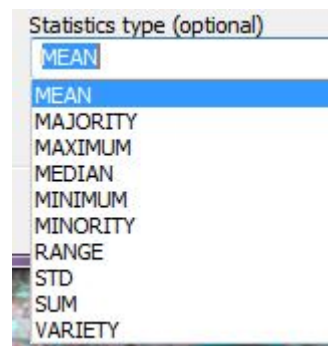 Statistics type (optional)
MEAN
MEAN
MAJORITY
MAXIMUM
MEDIAN
MINIMUM
MINORITY
RANGE
STD
SUM
VARIETY